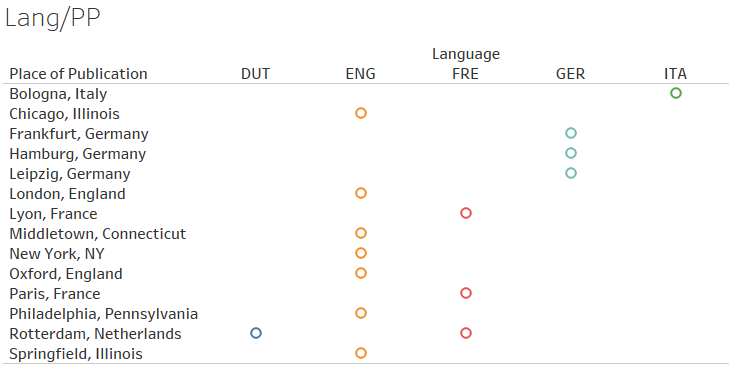 Lang/PP
Language
Place of Publication DUT ENG FRE GER ITA
Bologna, Italy
Chicago, Illinois
Frankfurt, Germany
Hamburg, Germany
Leipzig, Germany
London, England
Lyon, France
Middletown, Connecticut
New York, NY
Oxford, England
Paris, France
Philadelphia, Pennsylvania
Rotterdam, Netherlands
Springfield, Illinois